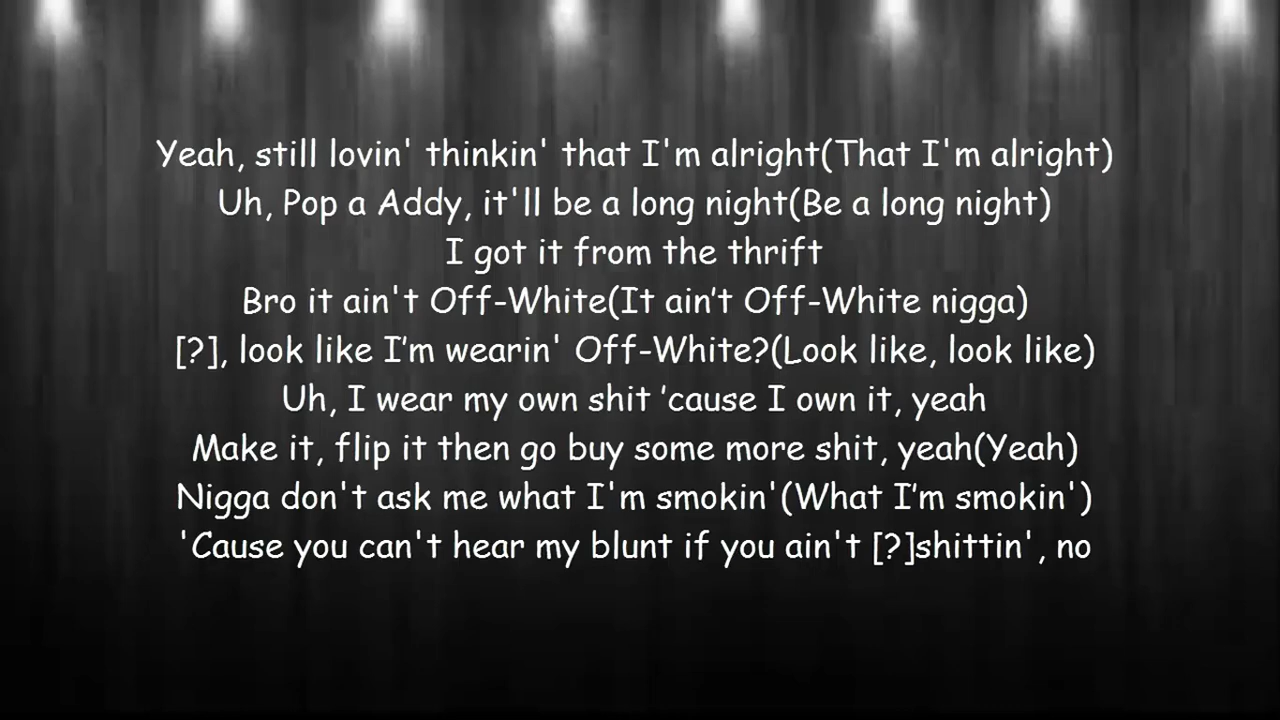 Yeah, still lovin' thinkin' that I'm alright(That I'm alright)
Uh, Pop a Addy, it'll be a long night(Be a long night)
I got it from the thrift
Bro it ain't Off-White(It ain’t Off-White nigga)
[?], look like I’m wearin' Off-White?(Look like, look like)
Uh, I wear my own shit ’cause I own it, yeah
Make it, flip it then go buy some more shit, yeah(Yeah)
Nigga don't ask me what I'm smokin'(What I’m smokin')
'Cause you can't hear my blunt if you ain't [?]shittin', no